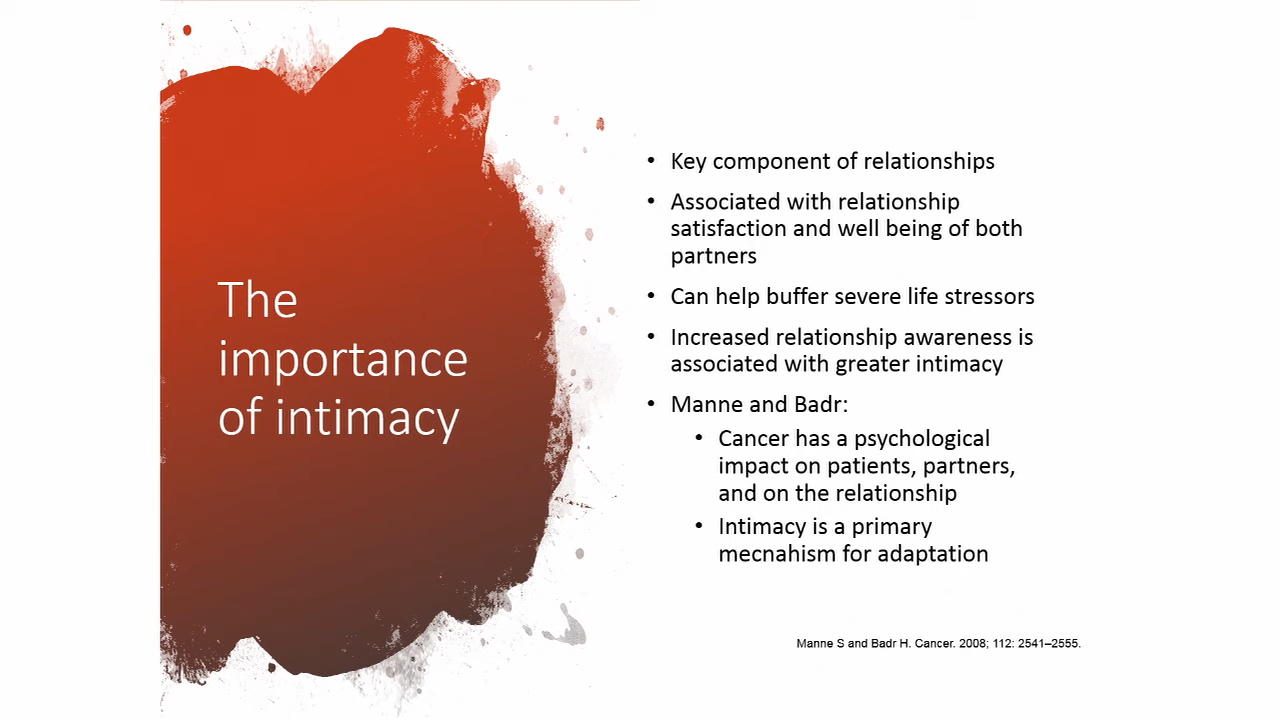 The
importance
of intimacy
• Key component of relationships
• Associated with relationship
satisfaction and well being of both
partners
• Can help buffer severe life stressors
• Increased relationship awareness is
associated with greater intimacy
• Manne and Badr:
• Cancer has a psychological
impact on patients, partners,
and on the relationship
• Intimacy is a primary
mecnahism for adaptation
Manne S and Badr H. Cancer. 2008; 112: 2541–2555.